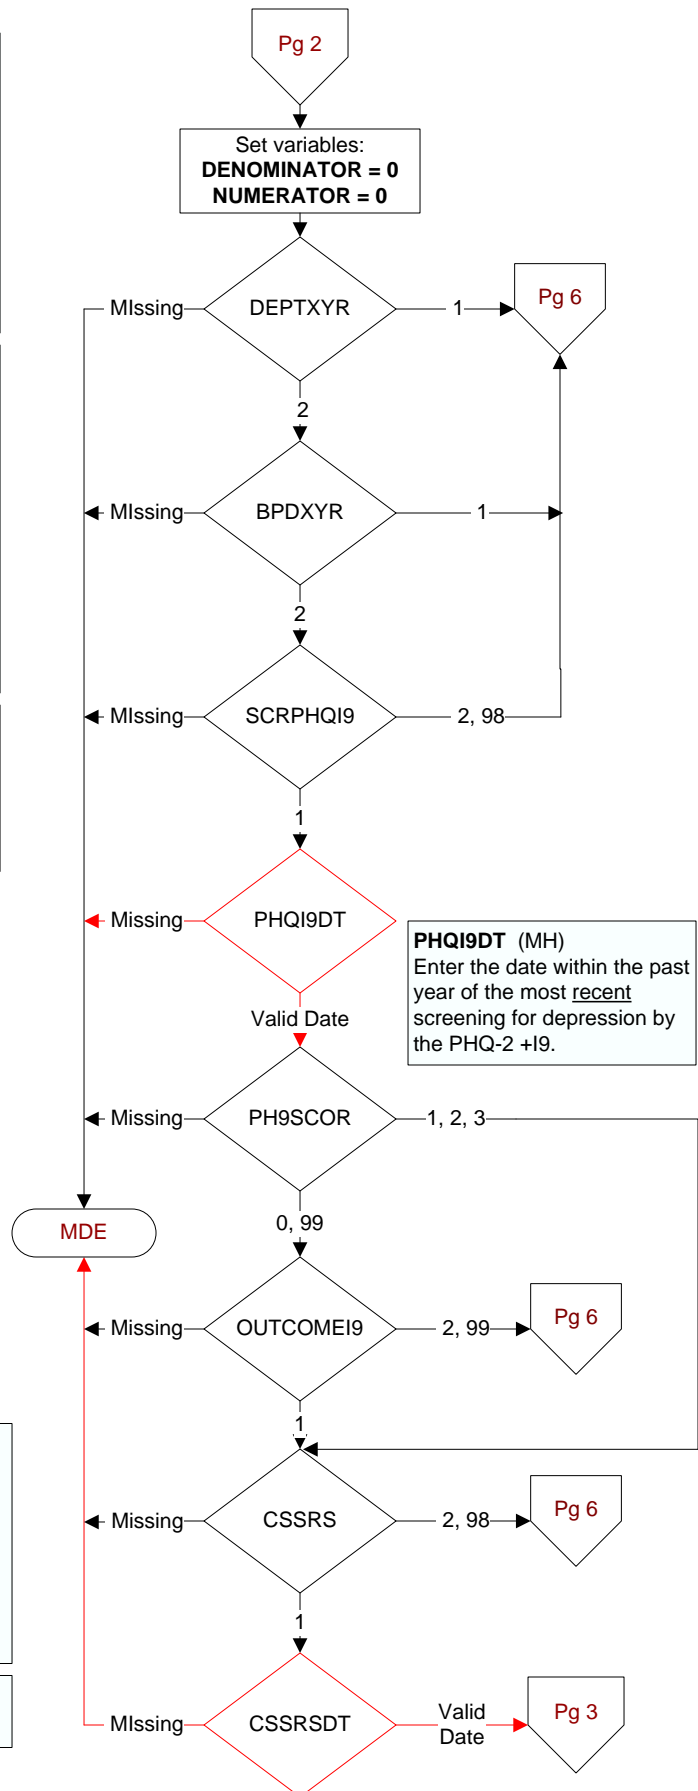 Pg 2
Set variables:
DENOMINATOR = 0
NUMERATOR = 0
MIssing
DEPTXYR
1
Pg 6
2
MIssing
BPDXYR
1
2
MIssing
SCRPHQI9
2, 98
1
Missing
PHQI9DT
PHQI9DT (MH)
Enter the date within the past
year of the most recent
screening for depression by
the PHQ-2 +I9.
Valid Date
Missing
PH9SCOR
1, 2, 3
0, 99
MDE
Missing
OUTCOMEI9
2, 99
Pg 6
1
Missing
CSSRS
2, 98
Pg 6
1
MIssing
CSSRSDT
Valid
Date
Pg 3